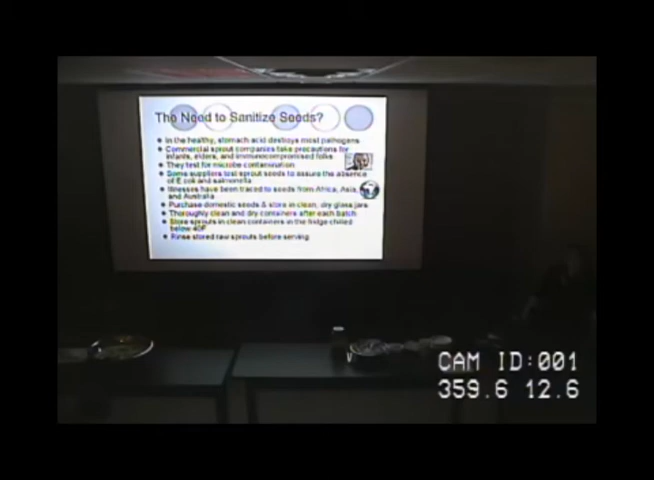 The Need to Sanitize Seeds?
In the healthy, stomach acid destroys most pathogens
Commercial sprout companies take precautions for
infants, elders, and immunocompromised folks
They test for microbe contamination
Some suppliers test sprout seeds to assure the absence
of E coli and salmonella
Illnesses have been traced to seeds from Africa, Asia,
and Australia
Purchase domestic seeds & store in clean, dry glass jars
Thoroughly clean and dry containers after each batch
Store sprouts in clean containers in the fridge chilled
below 40F
Rinse stored raw sprouts before serving
CAM ID:001
359.6 12.6